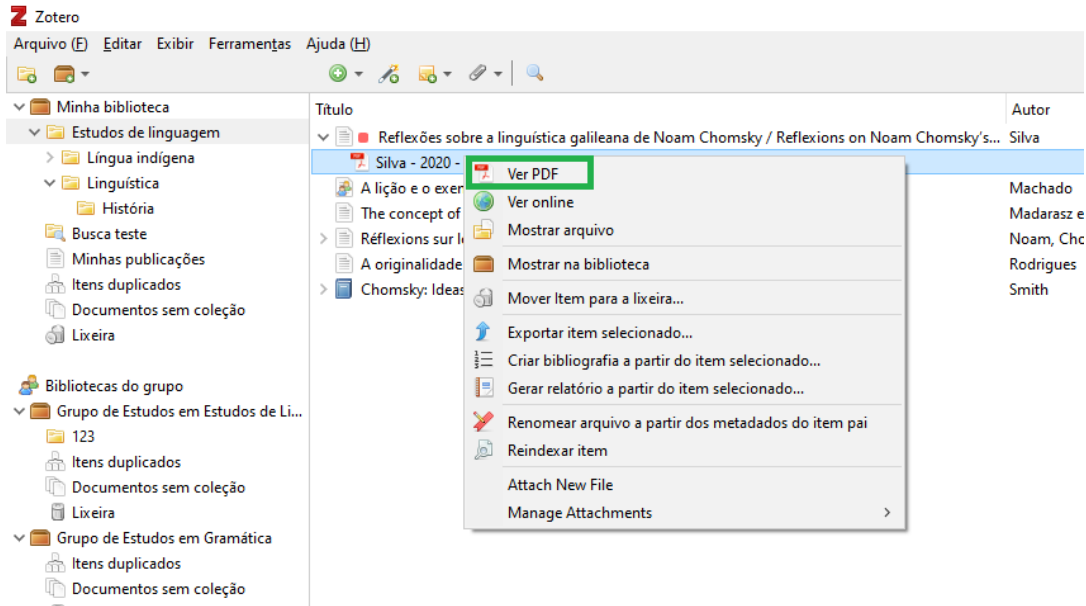 Zotero
Arquivo (F) Editar Exibir Ferramentas Ajuda (H)
Minha biblioteca
Estudos de linguagem
Língua indígena
Linguística
História
Busca teste
Minhas publicações
Itens duplicados
Documentos sem coleção
Lixeira
Bibliotecas do grupo
Grupo de Estudos em Estudos de Li...
123
Itens duplicados
Documentos sem coleção
Lixeira
Grupo de Estudos em Gramática
Itens duplicados
Documentos sem coleção
Título Autor
Reflexões sobre a linguística galileana de Noam Chomsky / Reflexions on Noam Chomsky's... Silva
Silva - 2020 -
A lição e o Machado
The concept of Madarasz e
Réflexions sur Noam,
A originalidade Rodrigues
Chomsky: Smith
Ver PDF
Ver online
Mostrar arquivo
Mostrar na biblioteca
Mover Item para a lixeira...
Exportar item selecionado...
Criar bibliografia a partir do item selecionado...
Gerar relatório a partir do item selecionado...
Renomear arquivo a partir dos metadados do item pai
Reindexar item
Attach New File
Manage Attachments